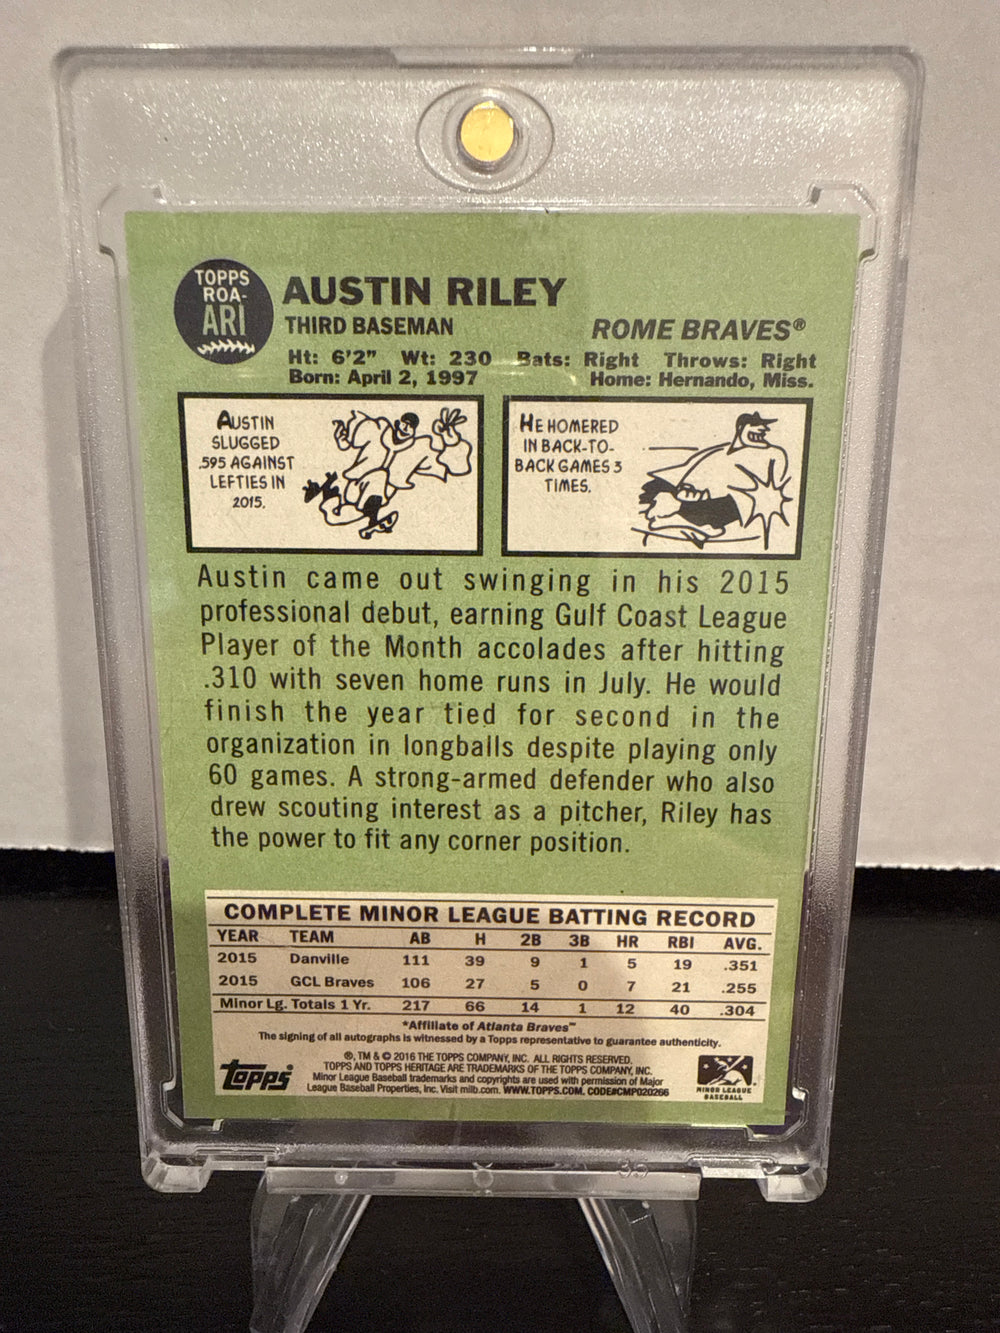 TOPPS
ROA-
ARI
AUSTIN RILEY
THIRD BASEMAN
ROME BRAVES®
Ht: 6'2" Wt: 230 Bats: Right Throws: Right
Born: April 2, 1997 Home: Hernando, Miss.
AUSTIN
SLUGGED
.595 AGAINST
LEFTIES IN
2015.
HE HOMERED
IN BACK-TO-
BACK GAMES 3
TIMES.
Austin came out swinging in his 2015
professional debut, earning Gulf Coast League
Player of the Month accolades after hitting
.310 with seven home runs in July. He would
finish the year tied for second in the
organization in longballs despite playing only
60 games. A strong-armed defender who also
drew scouting interest as a pitcher, Riley has
the power to fit any corner position.
COMPLETE MINOR LEAGUE BATTING RECORD
YEAR TEAM AB H 2B 3B HR RBI AVG.
2015 Danville 111 39 9 1 5 19 .351
2015 GCL Braves 106 27 5 0 7 21 .255
Minor Lg. Totals 1 Yr. 217 66 14 1 12 40 .304
*Affiliate of Atlanta Braves™
The signing of all autographs is witnessed by a Topps representative to guarantee authenticity.
®, TM & © 2016 THE TOPPS COMPANY, INC. ALL RIGHTS RESERVED.
TOPPS AND TOPPS HERITAGE ARE TRADEMARKS OF THE TOPPS COMPANY, INC.
Minor League Baseball trademarks and copyrights are used with permission of Major
League Baseball Properties, Inc. Visit milb.com. WWW.TOPPS.COM. CODE#CMP020266
Topps
MINOR LEAGUE
BASEBALL
35